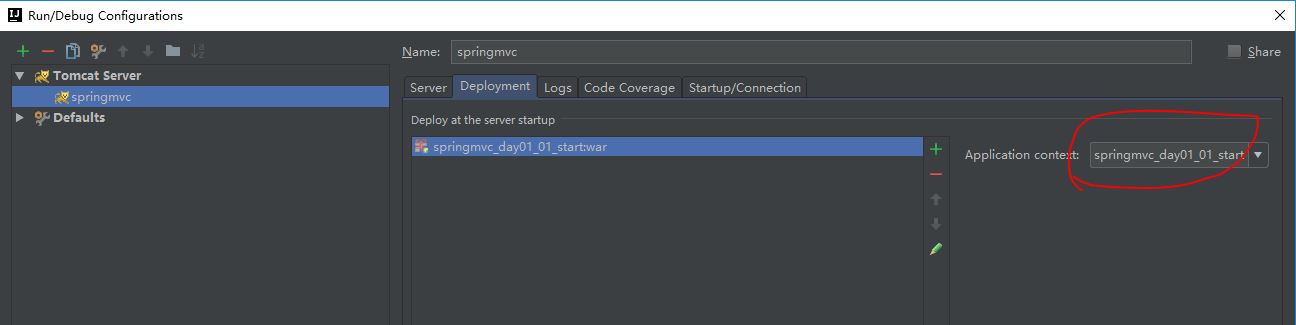 Run/Debug Configurations
Name: springmvc
Share
Tomcat Server
springmvc
Defaults
Server Deployment Logs Code Coverage Startup/Connection
Deploy at the server startup
springmvc_day01_01_start:war
Application context: springmvc_day01_01_start